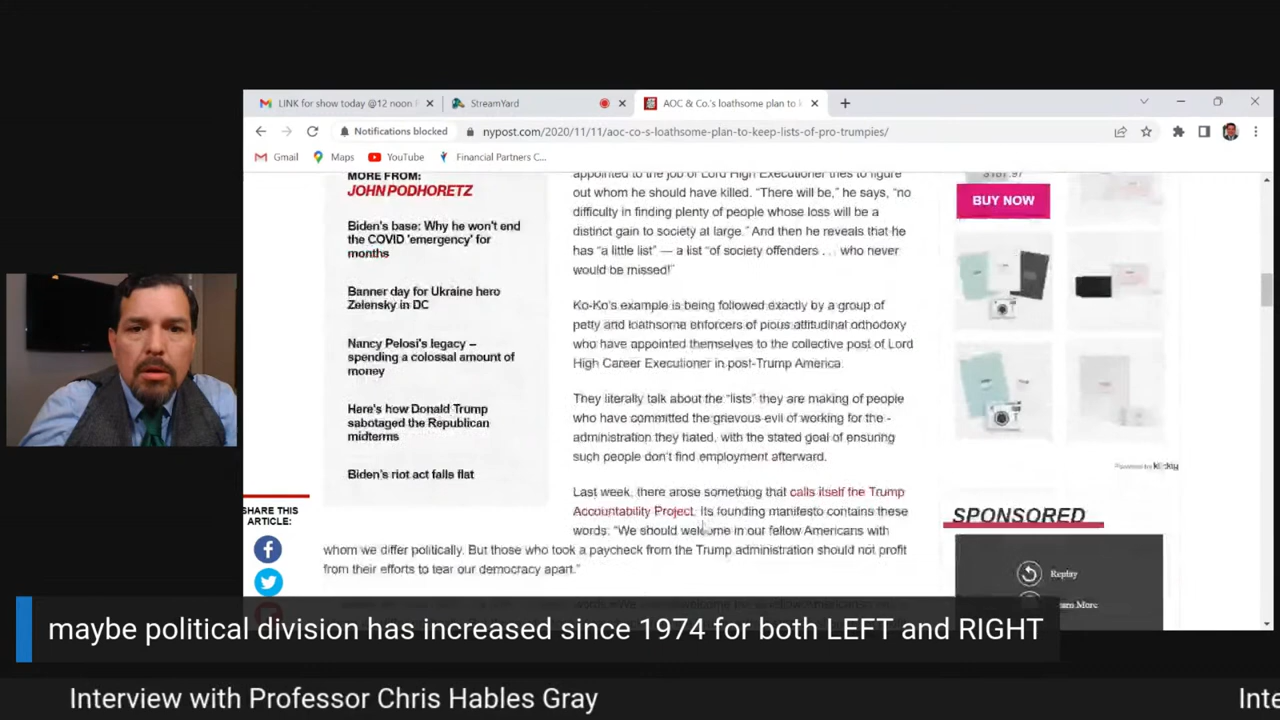 LINK for show today @12 noon
StreamYard
AOC & Co.'s loathsome plan to
Notifications blocked
nypost.com/2020/11/11/aoc-co-s-loathsome-plan-to-keep-lists-of-pro-trumpies/
Gmail
Maps
YouTube
Financial Partners C...
MORE FROM:
JOHN PODHORETZ
Biden's base: Why he won't end
the COVID 'emergency' for
months
Banner day for Ukraine hero
Zelensky in DC
Nancy Pelosi's legacy –
spending a colossal amount of
money
Here's how Donald Trump
sabotaged the Republican
midterms
Biden's riot act falls flat
SHARE THIS
ARTICLE:
appointed to the job of Lord High Executioner tries to figure
out whom he should have killed. “There will be,” he says, “no
difficulty in finding plenty of people whose loss will be a
distinct gain to society at large.” And then he reveals that he
has “a little list” — a list “of society offenders . . . who never
would be missed!”
Ko-Ko's example is being followed exactly by a group of
petty and loathsome enforcers of pious attitudinal orthodoxy
who have appointed themselves to the collective post of Lord
High Career Executioner in post-Trump America.
They literally talk about the “lists” they are making of people
who have committed the grievous evil of working for the -
administration they hated, with the stated goal of ensuring
such people don't find employment afterward.
Last week, there arose something that calls itself the Trump
Accountability Project. Its founding manifesto contains these
words: “We should welcome in our fellow Americans with
whom we differ politically. But those who took a paycheck from the Trump administration should not profit
from their efforts to tear our democracy apart.”
BUY NOW
Powered by
SPONSORED
Replay
Learn More
maybe political division has increased since 1974 for both LEFT and RIGHT
Interview with Professor Chris Hables Gray
Inte